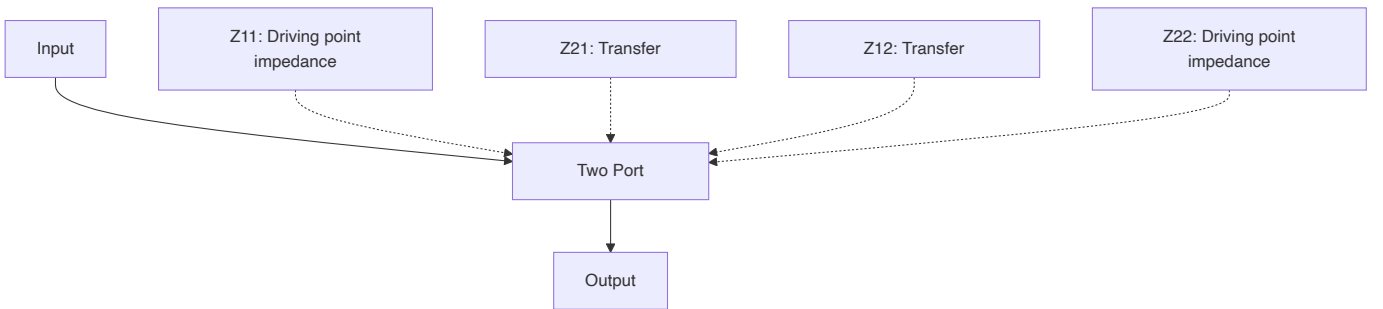 Input
Z11: Driving point
impedance
Z21: Transfer
Z12: Transfer
Z22: Driving point
impedance
Two Port
Output